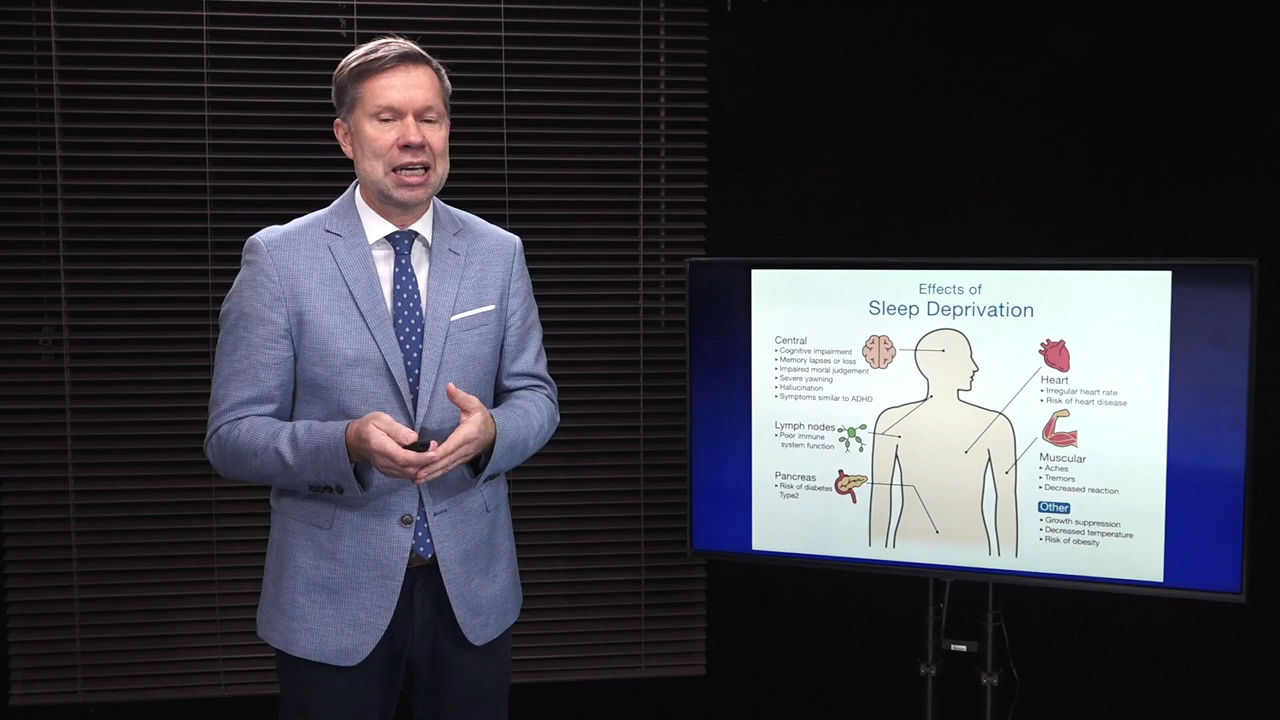 Effects of
Sleep Deprivation
Central
▸ Cognitive impairment
▸ Memory lapses or loss
▸ Impaired moral judgement
▸ Severe yawning
▸ Hallucination
▸ Symptoms similar to ADHD
Lymph nodes
▸ Poor immune
system function
Pancreas
▸ Risk of diabetes
Type2
Heart
▸ Irregular heart rate
▸ Risk of heart disease
Muscular
▸ Aches
▸ Tremors
▸ Decreased reaction
Other
▸ Growth suppression
▸ Decreased temperature
▸ Risk of obesity